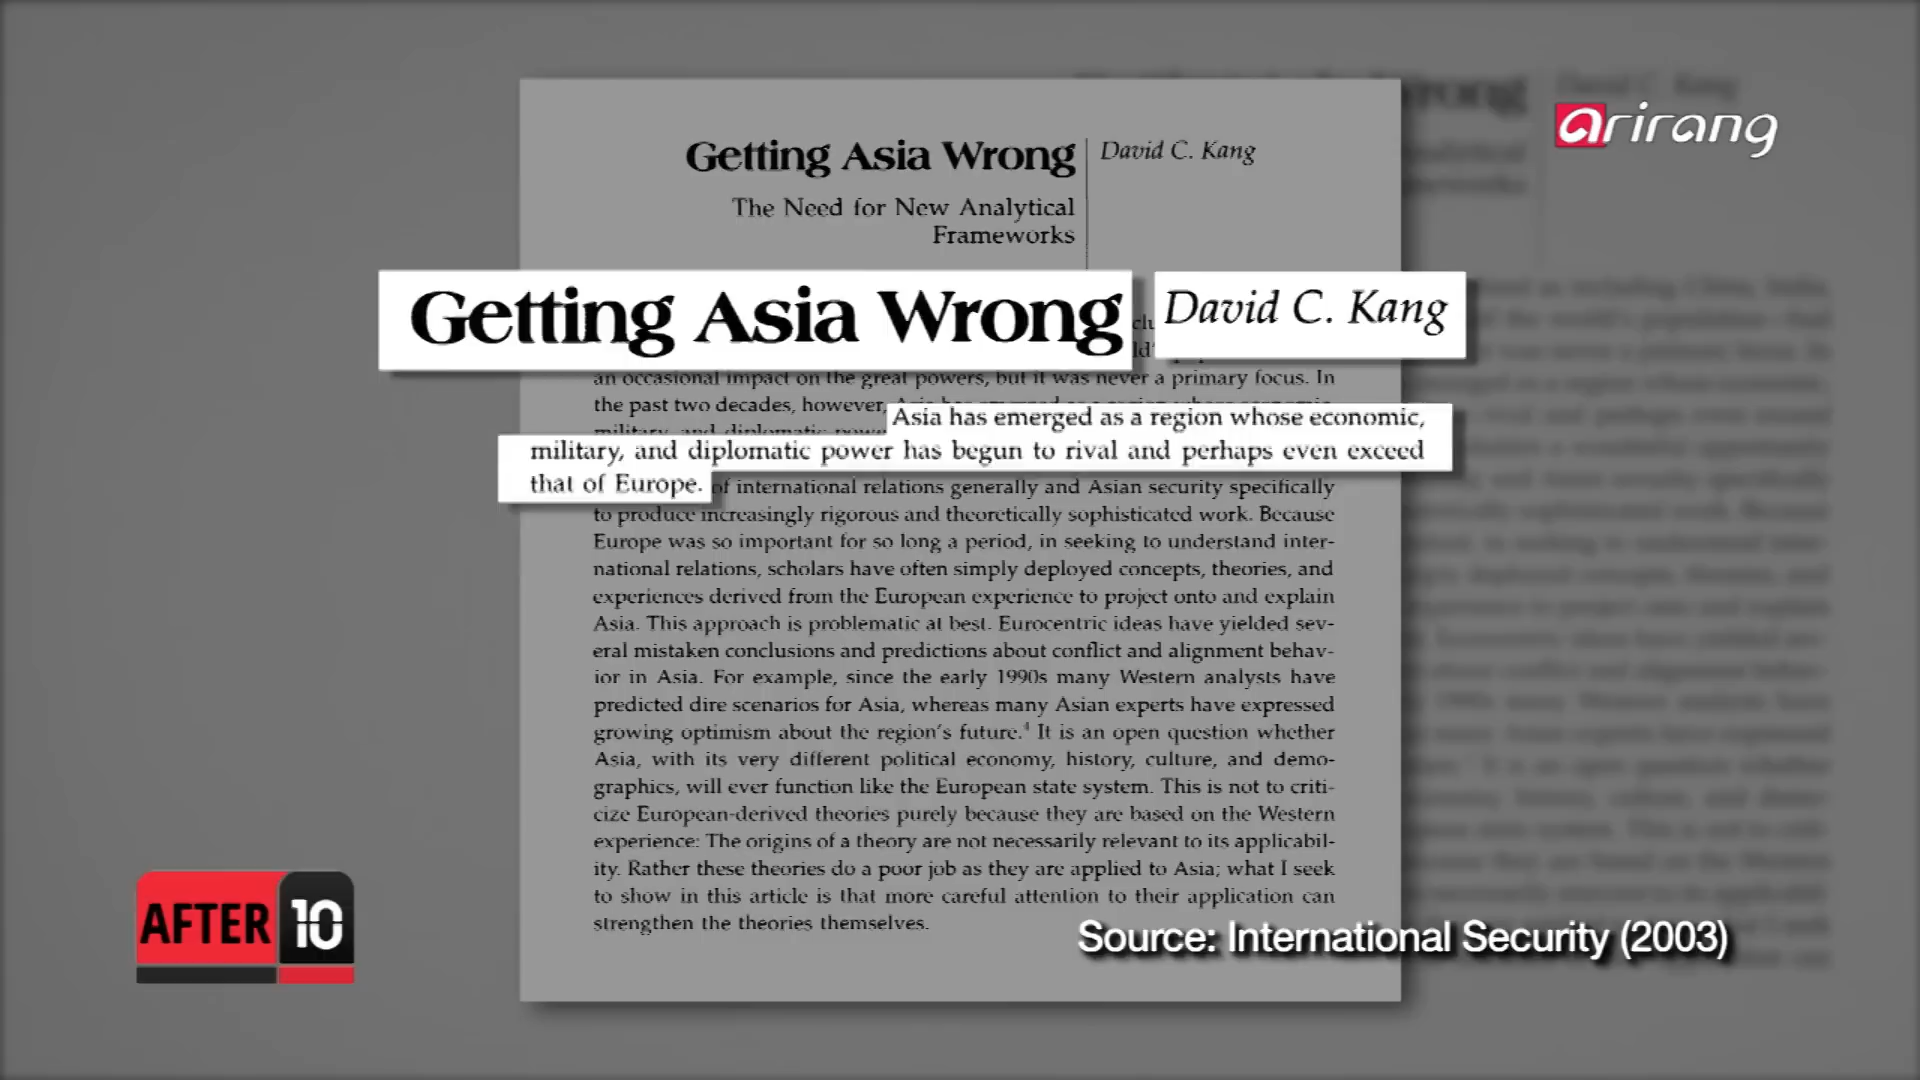 arirang
Getting Asia Wrong
David C. Kang
The Need for New Analytical
Frameworks
Getting Asia Wrong
David C. Kang
an occasional impact on the great powers, but it was never a primary focus. In
the past two decades, however,
Asia has emerged as a region whose economic,
military, and diplomatic power has begun to rival and perhaps even exceed
that of Europe.
of international relations generally and Asian security specifically
to produce increasingly rigorous and theoretically sophisticated work. Because
Europe was so important for so long a period, in seeking to understand inter-
national relations, scholars have often simply deployed concepts, theories, and
experiences derived from the European experience to project onto and explain
Asia. This approach is problematic at best. Eurocentric ideas have yielded sev-
eral mistaken conclusions and predictions about conflict and alignment behav-
ior in Asia. For example, since the early 1990s many Western analysts have
predicted dire scenarios for Asia, whereas many Asian experts have expressed
growing optimism about the region's future.4 It is an open question whether
Asia, with its very different political economy, history, culture, and demo-
graphics, will ever function like the European state system. This is not to criti-
cize European-derived theories purely because they are based on the Western
experience: The origins of a theory are not necessarily relevant to its applicabil-
ity. Rather these theories do a poor job as they are applied to Asia; what I seek
to show in this article is that more careful attention to their application can
strengthen the theories themselves.
AFTER 10
Source: International Security (2003)